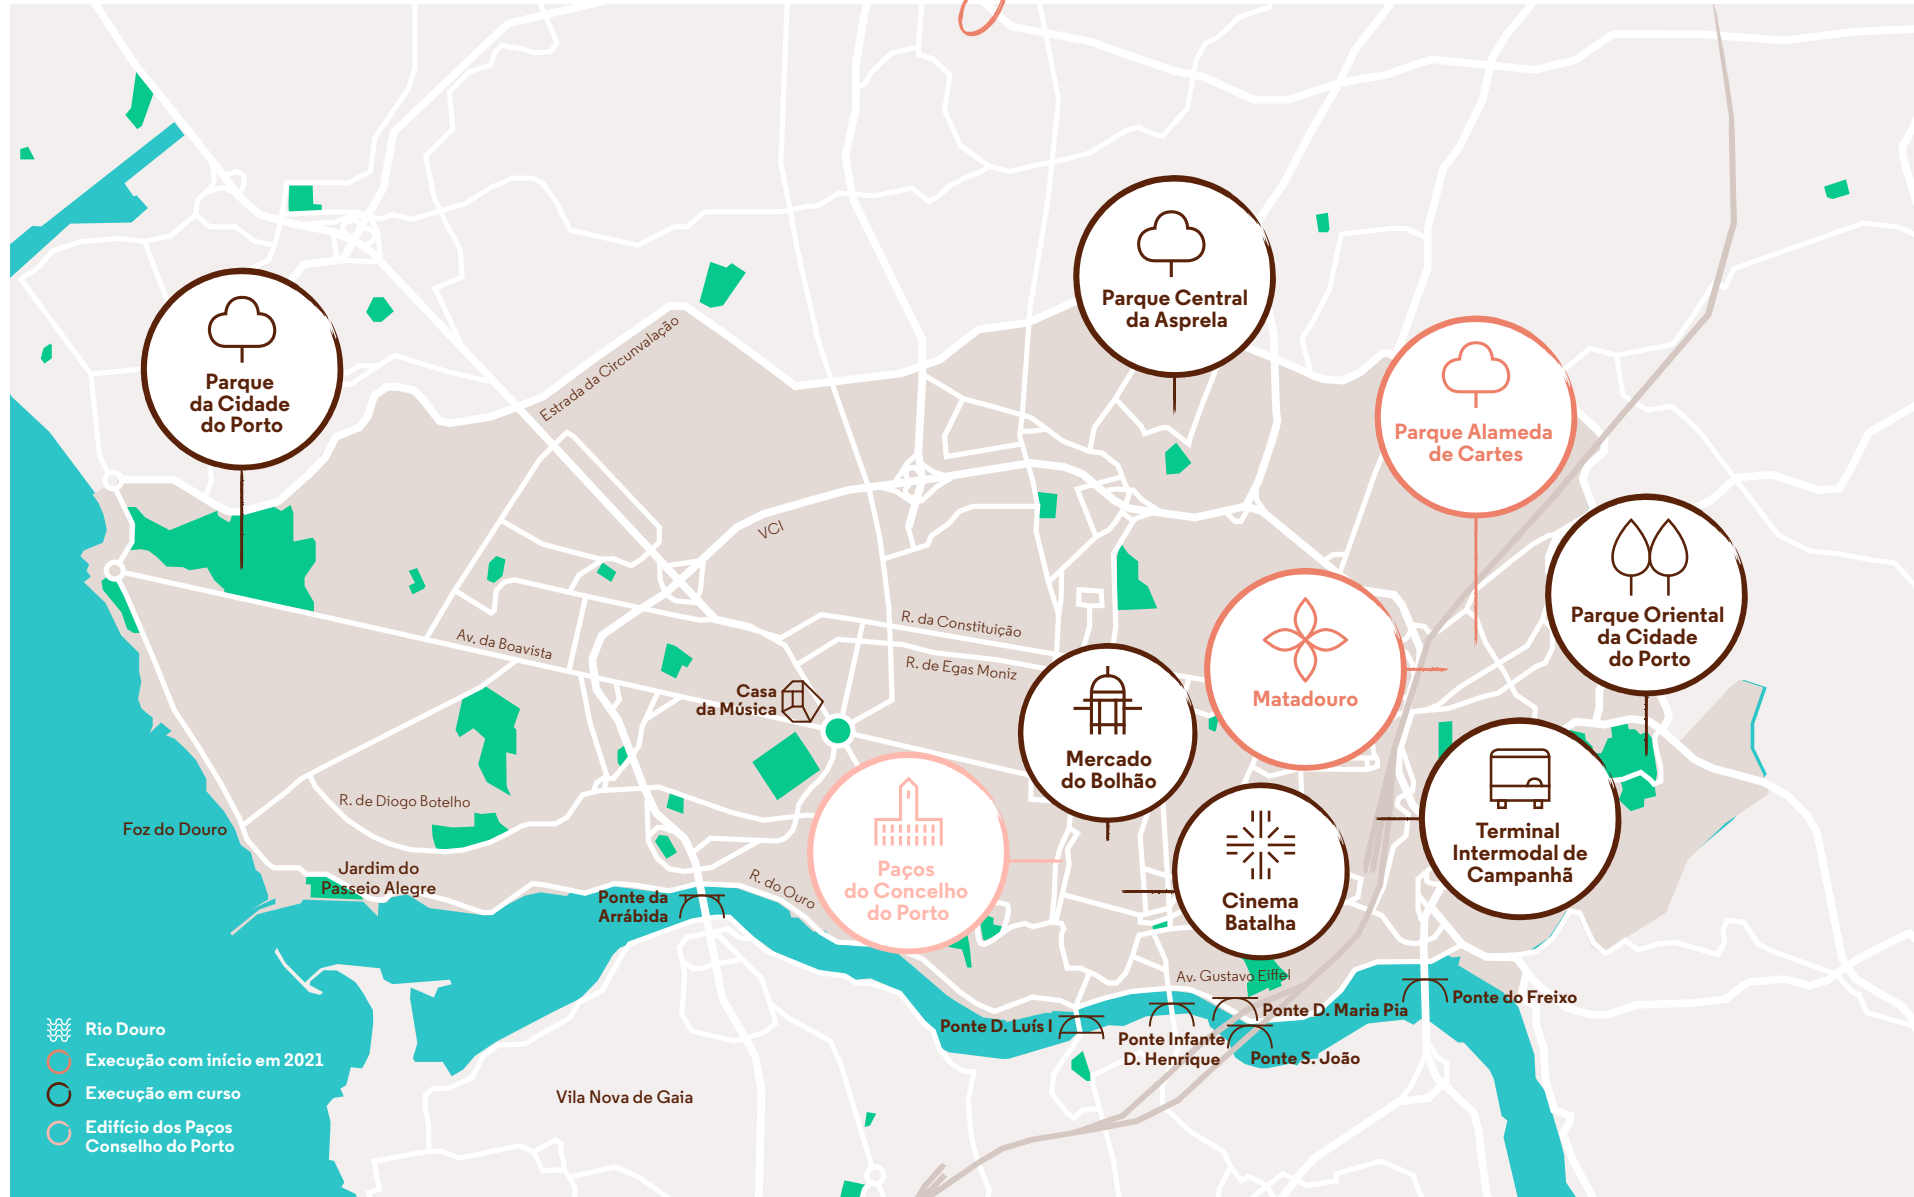 Parque Central
da Asprela
Parque
da Cidade
do Porto
Estrada da Circunvalação
Parque Alameda
de Cartes
VCI
Parque Oriental
da Cidade
do Porto
R. da Constituição
Av. da Boavista
R. de Egas Moniz
Casa
da Música
Matadouro
Mercado
do Bolhão
R. de Diogo Botelho
Foz do Douro
Terminal
Intermodal de
Campanhã
Jardim do
Passeio Alegre
R. do Ouro
Paços
do Concelho
do Porto
Cinema
Batalha
Ponte da
Arrábida
Av. Gustavo Eiffel
Ponte do Freixo
Ponte D. Maria Pia
Ponte D. Luís I
Ponte Infante
D. Henrique
Ponte S. João
Vila Nova de Gaia
Rio Douro
Execução com início em 2021
Execução em curso
Edifício dos Paços
Conselho do Porto